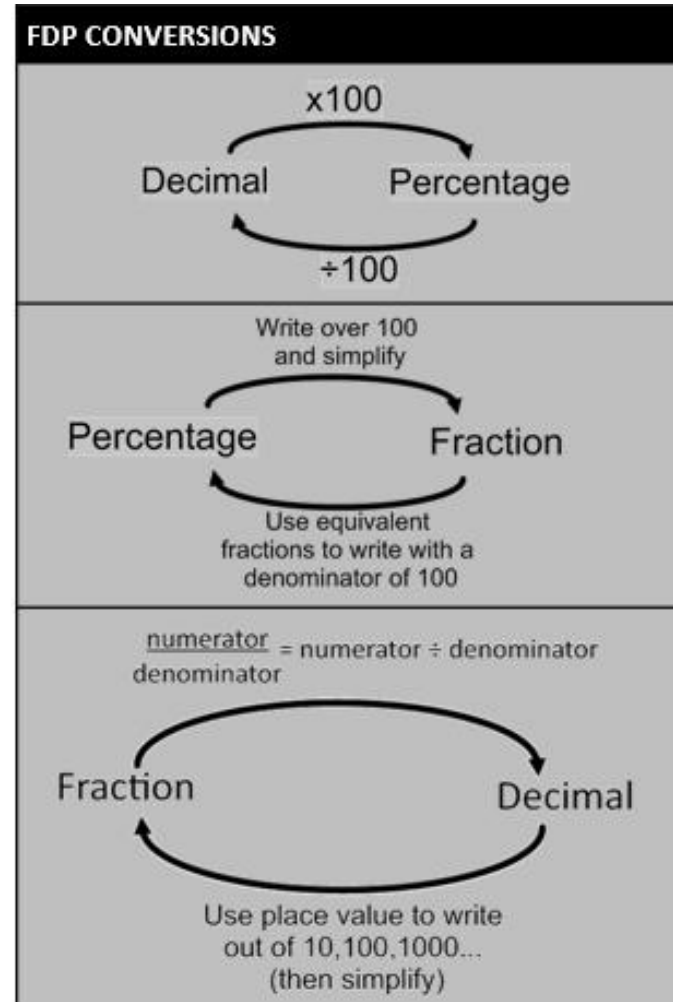 FDP CONVERSIONS
x100
Decimal Percentage
÷100
Write over 100
and simplify
Percentage Fraction
Use equivalent
fractions to write with a
denominator of 100
numerator
denominator = numerator ÷ denominator
Fraction
Decimal
Use place value to write
out of 10,100,1000...
(then simplify)